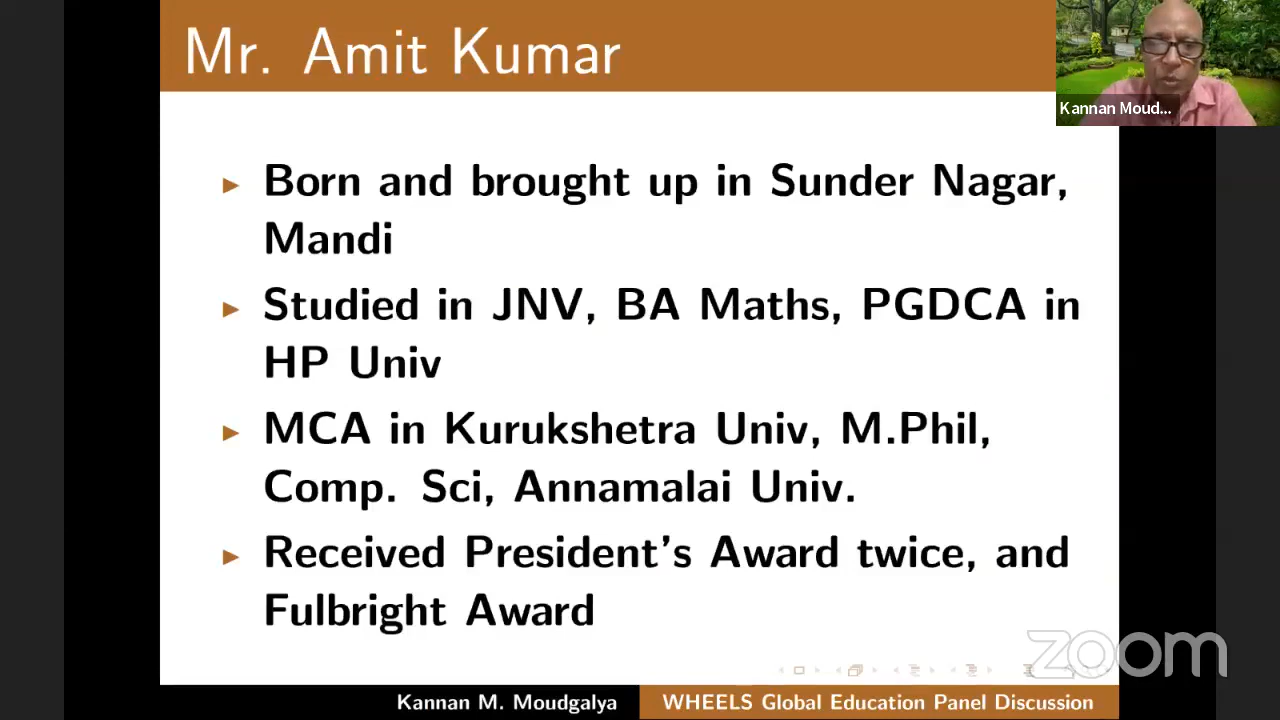 Mr. Amit Kumar
Kannan Moud...
Born and brought up in Sunder Nagar,
Mandi
Studied in JNV, BA Maths, PGDCA in
HP Univ
MCA in Kurukshetra Univ, M.Phil,
Comp. Sci, Annamalai Univ.
Received President's Award twice, and
Fulbright Award
zoom
Kannan M. Moudgalya
WHEELS Global Education Panel Discussion